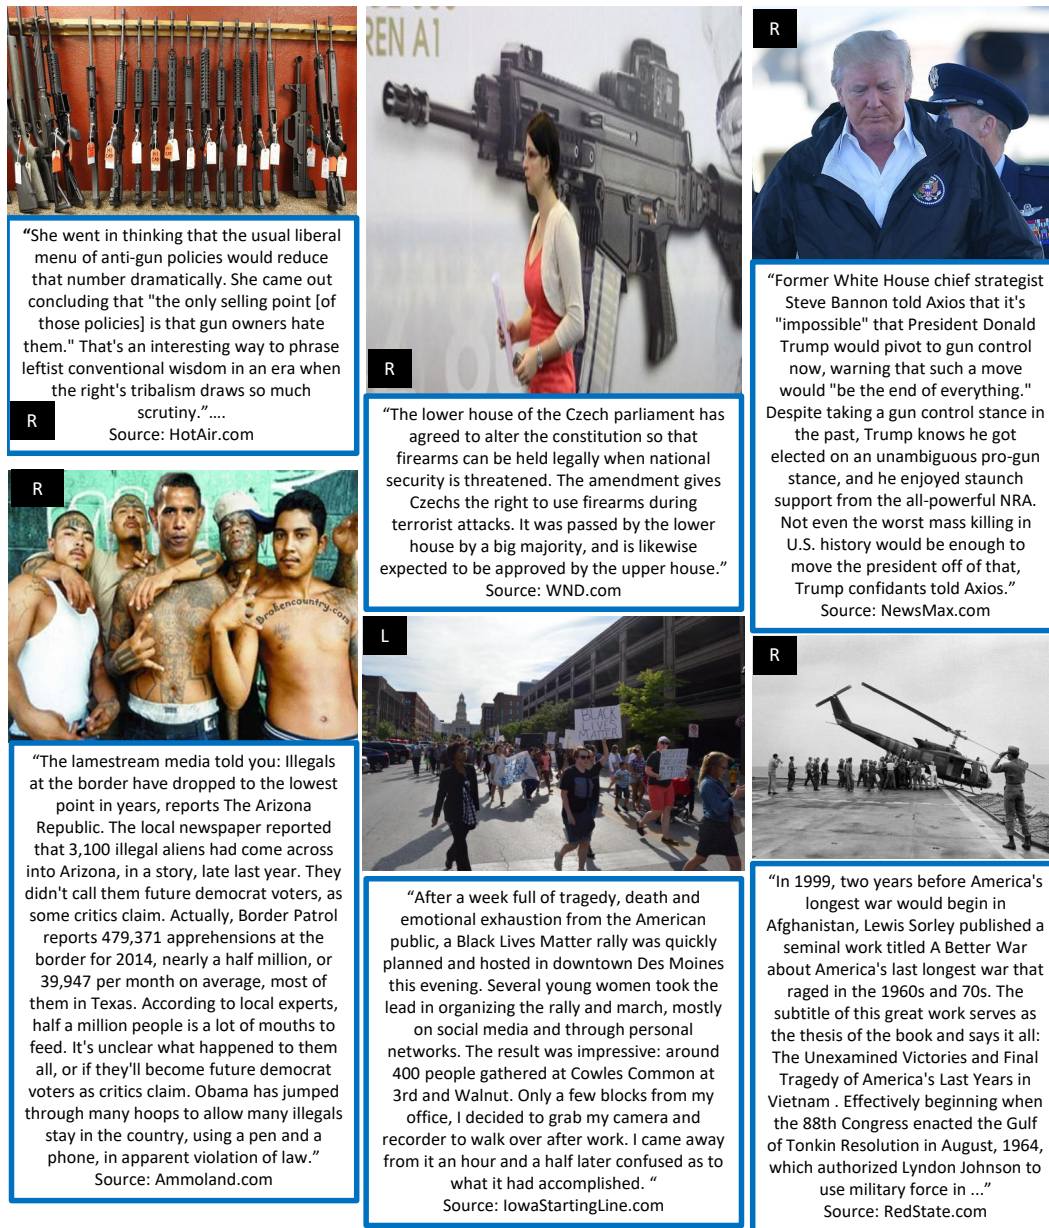 R
“She went in thinking that the usual liberal
menu of anti-gun policies would reduce
that number dramatically. She came out
concluding that "the only selling point [of
those policies] is that gun owners hate
them." That's an interesting way to phrase
leftist conventional wisdom in an era when
the right's tribalism draws so much
scrutiny.”….
Source: HotAir.com
REN A1
R
“The lower house of the Czech parliament has
agreed to alter the constitution so that
firearms can be held legally when national
security is threatened. The amendment gives
Czechs the right to use firearms during
terrorist attacks. It was passed by the lower
house by a big majority, and is likewise
expected to be approved by the upper house.”
Source: WND.com
R
“Former White House chief strategist
Steve Bannon told Axios that it's
"impossible" that President Donald
Trump would pivot to gun control
now, warning that such a move
would "be the end of everything."
Despite taking a gun control stance in
the past, Trump knows he got
elected on an unambiguous pro-gun
stance, and he enjoyed staunch
support from the all-powerful NRA.
Not even the worst mass killing in
U.S. history would be enough to
move the president off of that,
Trump confidants told Axios.”
Source: NewsMax.com
R
Brokencountry.com
“The lamestream media told you: Illegals
at the border have dropped to the lowest
point in years, reports The Arizona
Republic. The local newspaper reported
that 3,100 illegal aliens had come across
into Arizona, in a story, late last year. They
didn't call them future democrat voters, as
some critics claim. Actually, Border Patrol
reports 479,371 apprehensions at the
border for 2014, nearly a half million, or
39,947 per month on average, most of
them in Texas. According to local experts,
half a million people is a lot of mouths to
feed. It's unclear what happened to them
all, or if they'll become future democrat
voters as critics claim. Obama has jumped
through many hoops to allow many illegals
stay in the country, using a pen and a
phone, in apparent violation of law.”
Source: Ammoland.com
L
BLACK
LIVES
MATTER
“After a week full of tragedy, death and
emotional exhaustion from the American
public, a Black Lives Matter rally was quickly
planned and hosted in downtown Des Moines
this evening. Several young women took the
lead in organizing the rally and march, mostly
on social media and through personal
networks. The result was impressive: around
400 people gathered at Cowles Common at
3rd and Walnut. Only a few blocks from my
office, I decided to grab my camera and
recorder to walk over after work. I came away
from it an hour and a half later confused as to
what it had accomplished. “
Source: IowaStartingLine.com
R
“In 1999, two years before America's
longest war would begin in
Afghanistan, Lewis Sorley published a
seminal work titled A Better War
about America's last longest war that
raged in the 1960s and 70s. The
subtitle of this great work serves as
the thesis of the book and says it all:
The Unexamined Victories and Final
Tragedy of America's Last Years in
Vietnam . Effectively beginning when
the 88th Congress enacted the Gulf
of Tonkin Resolution in August, 1964,
which authorized Lyndon Johnson to
use military force in ...”
Source: RedState.com